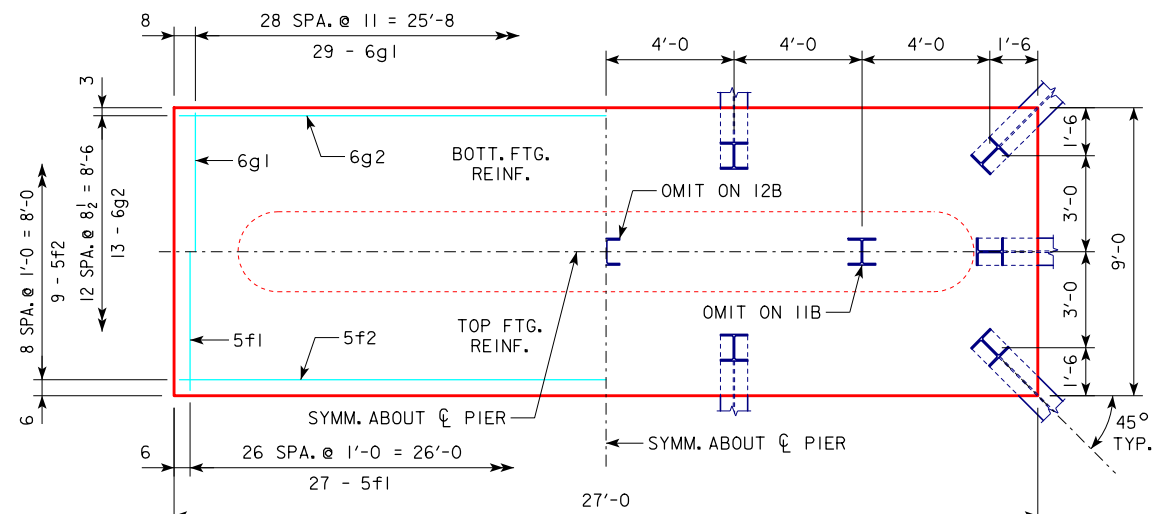 8
28 SPA. @ 11 = 25'-8
29 - 6g1
4'-0
4'-0
4'-0
1'-6
3
12 SPA. @ 8½ = 8'-6
13 - 6g2
8 SPA. @ 1'-0 = 8'-0
9 - 5f2
6
6g1
6g2
BOTT. FTG.
REINF.
OMIT ON 12B
OMIT ON 11B
TOP FTG.
REINF.
5f1
5f2
SYMM. ABOUT ℄ PIER
SYMM. ABOUT ℄ PIER
1'-6
3'-0
3'-0
1'-6
9'-0
45°
TYP.
6
26 SPA. @ 1'-0 = 26'-0
27 - 5f1
27'-0